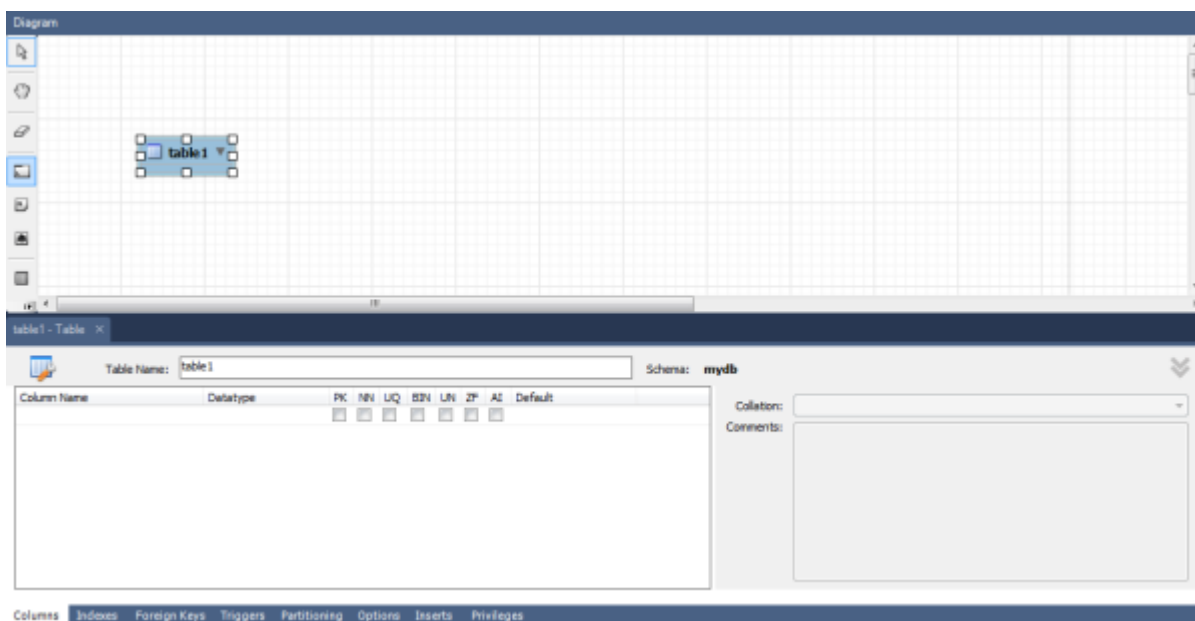 Diagram
table1
table1 - Table ×
Table Name: table1 Schema: mydb
Column Name Datatype PK NN UQ BIN UN ZF AI Default
Collation:
Comments:
Columns Indexes Foreign Keys Triggers Partitioning Options Inserts Privileges